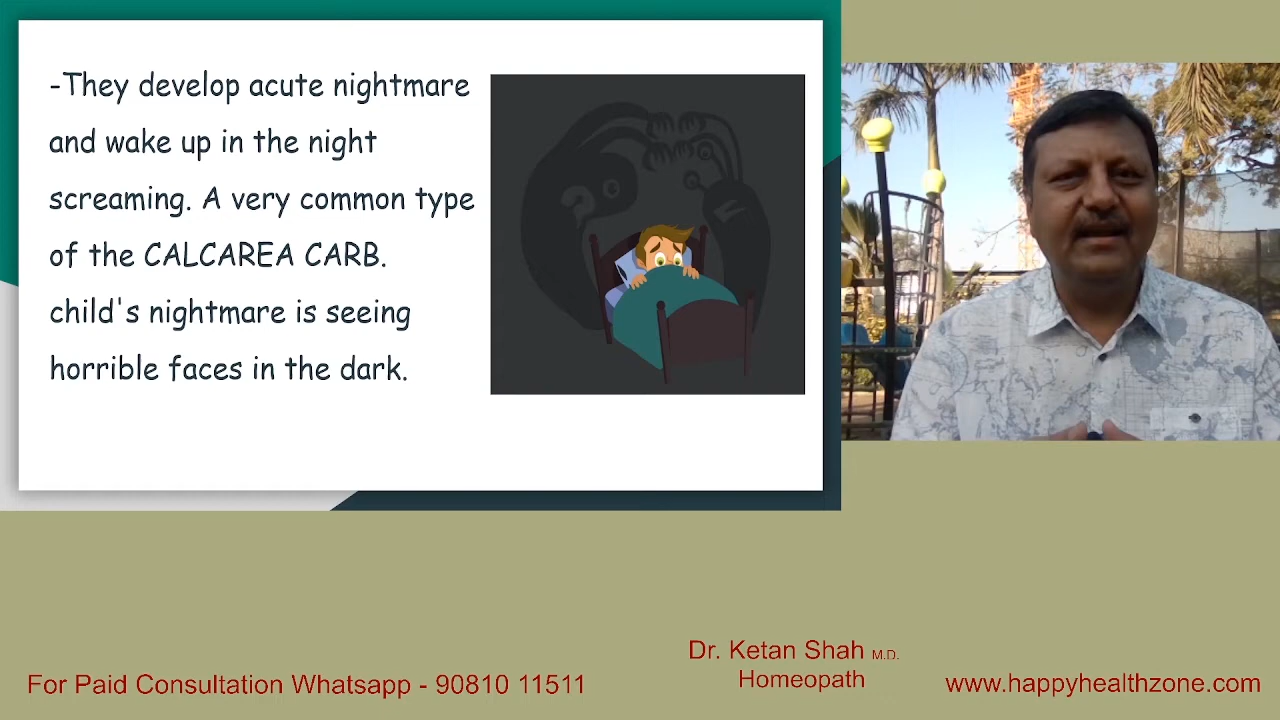 -They develop acute nightmare
and wake up in the night
screaming. A very common type
of the CALCAREA CARB.
child's nightmare is seeing
horrible faces in the dark.
Dr. Ketan Shah M.D.
Homeopath
For Paid Consultation Whatsapp - 90810 11511
www.happyhealthzone.com